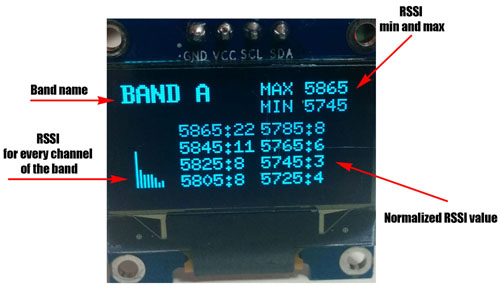 RSSI
min and max
GND VCC SCL SDA
Band name
BAND A
MAX 5865
MIN 5745
RSSI
for every channel
of the band
5865:22 5785:8
5845:11 5765:6
5825:8 5745:3
5805:8 5725:4
Normalized RSSI value